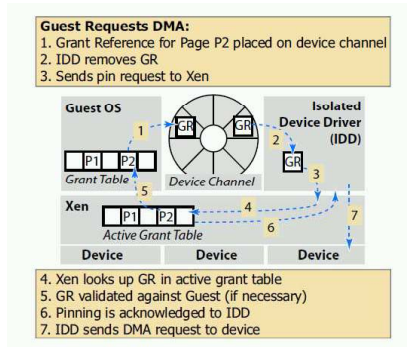 Guest Requests DMA:
1. Grant Reference for Page P2 placed on device channel
2. IDD removes GR
3. Sends pin request to Xen
Guest OS
Isolated
Device Driver
(IDD)
GR
GR
1
2
GR
P1
P2
3
Grant Table
Device Channel
5
Xen
4
P1
P2
6
7
Active Grant Table
Device
Device
Device
4. Xen looks up GR in active grant table
5. GR validated against Guest (if necessary)
6. Pinning is acknowledged to IDD
7. IDD sends DMA request to device